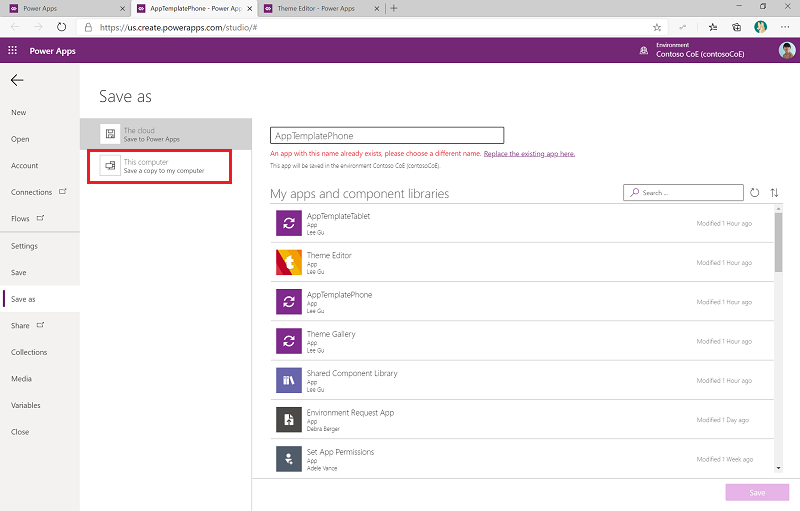 Power Apps
AppTemplatePhone - Power Apps
Theme Editor - Power Apps
https://us.create.powerapps.com/studio/#
Power Apps
Environment
Contoso CoE (contosoCoE)
New
Open
Account
Connections
Flows
Settings
Save
Save as
Share
Collections
Media
Variables
Close
Save as
The cloud
Save to Power Apps
This computer
Save a copy to my computer
AppTemplatePhone
An app with this name already exists, please choose a different name. Replace the existing app here.
This app will be saved in the environment Contoso CoE (contosoCoE).
My apps and component libraries
Search ...
AppTemplateTablet
App
Lee Gu
Modified 1 Hour ago
Theme Editor
App
Lee Gu
Modified 1 Hour ago
AppTemplatePhone
App
Lee Gu
Modified 1 Hour ago
Theme Gallery
App
Lee Gu
Modified 1 Hour ago
Shared Component Library
App
Lee Gu
Modified 1 Hour ago
Environment Request App
App
Debra Berger
Modified 1 Day ago
Set App Permissions
App
Adele Vance
Modified 1 Week ago
Save